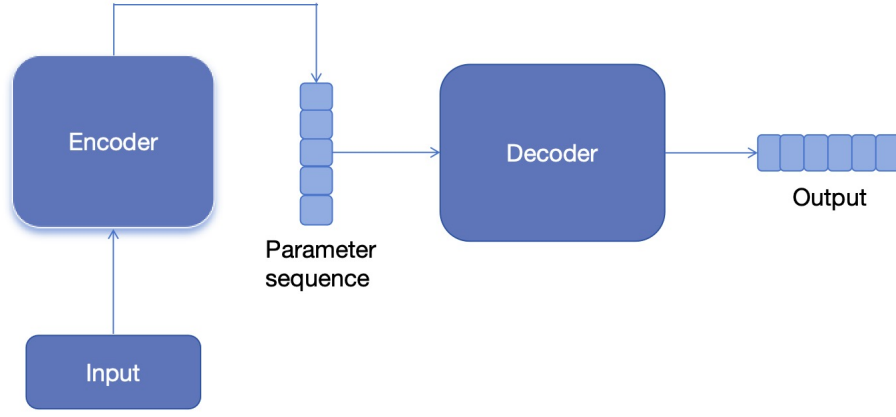 Encoder
Decoder
Output
Parameter
sequence
Input